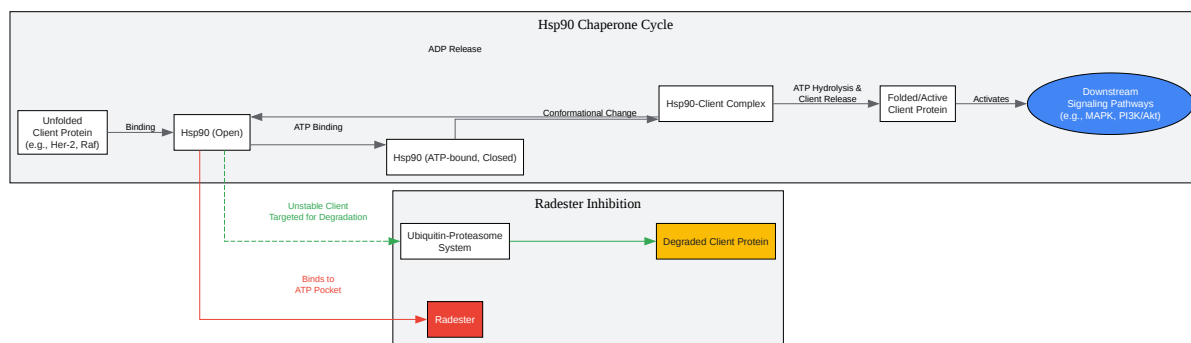 Hsp90 Chaperone Cycle
ADP Release
Unfolded
Client Protein
(e.g., Her-2, Raf)
Binding
Hsp90 (Open)
ATP Binding
Hsp90 (ATP-bound, Closed)
Conformational Change
Hsp90-Client Complex
ATP Hydrolysis &
Client Release
Folded/Active
Client Protein
Activates
Downstream
Signaling Pathways
(e.g., MAPK, PI3K/Akt)
Radester Inhibition
Unstable Client
Targeted for Degradation
Ubiquitin-Proteasome
System
Degraded Client Protein
Binds to
ATP Pocket
Radester